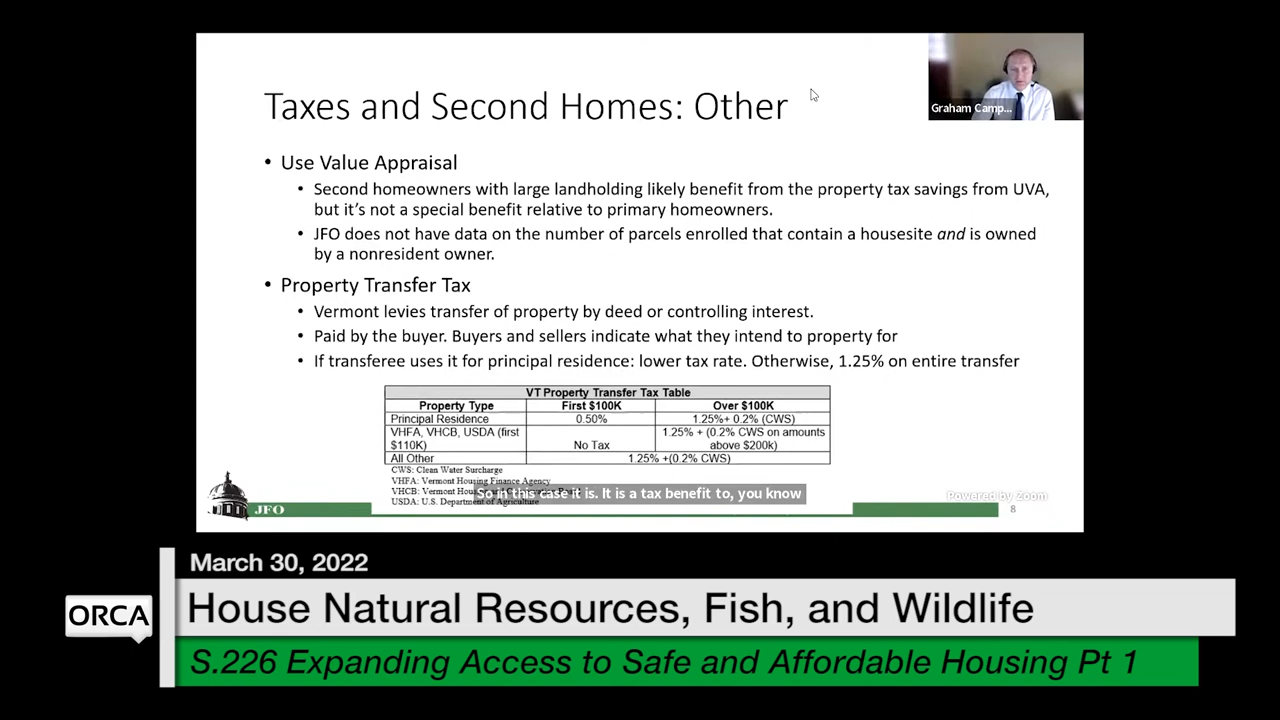 Taxes and Second Homes: Other
Graham Camp...
• Use Value Appraisal
• Second homeowners with large landholding likely benefit from the property tax savings from UVA,
but it's not a special benefit relative to primary homeowners.
• JFO does not have data on the number of parcels enrolled that contain a housesite and is owned
by a nonresident owner.
• Property Transfer Tax
• Vermont levies transfer of property by deed or controlling interest.
• Paid by the buyer. Buyers and sellers indicate what they intend to property for
• If transferee uses it for principal residence: lower tax rate. Otherwise, 1.25% on entire transfer
VT Property Transfer Tax Table
Property Type First $100K Over $100K
Principal Residence 0.50% 1.25%+ 0.2% (CWS)
VHFA, VHCB, USDA (first $110K) No Tax 1.25% + (0.2% CWS on amounts above $200k)
All Other 1.25% +(0.2% CWS)
CWS: Clean Water Surcharge
VHFA: Vermont Housing Finance Agency
VHCB: Vermont
USDA: U.S. Department of Agriculture
So in this case it is. It is a tax benefit to, you know
Powered by Zoom
JFO
8
March 30, 2022
ORCA
House Natural Resources, Fish, and Wildlife
S.226 Expanding Access to Safe and Affordable Housing Pt 1